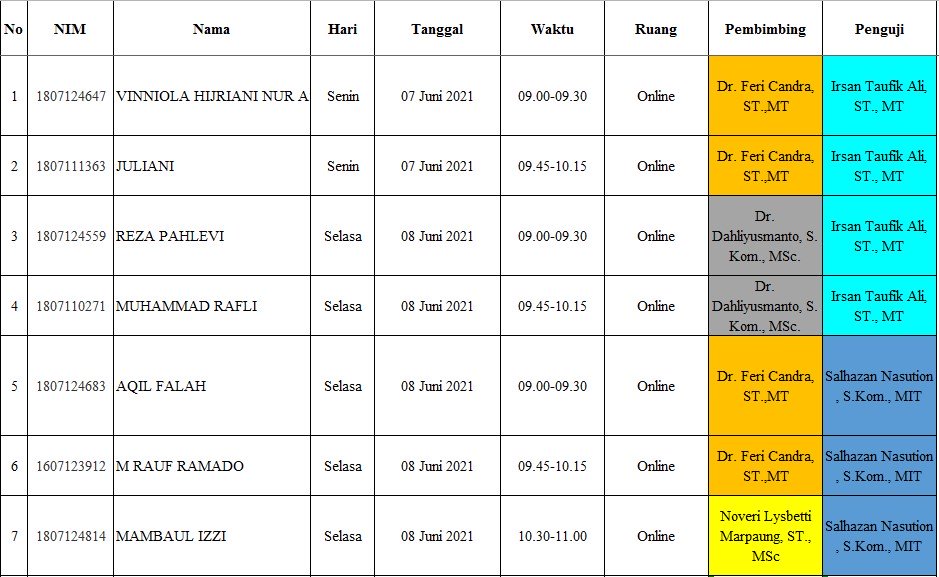 No NIM Nama Hari Tanggal Waktu Ruang Pembimbing Penguji
1 1807124647 VINNIOLA HIJRIANI NUR A Senin 07 Juni 2021 09.00-09.30 Online Dr. Feri Candra, ST.,MT Irsan Taufik Ali, ST., MT
2 1807111363 JULIANI Senin 07 Juni 2021 09.45-10.15 Online Dr. Feri Candra, ST.,MT Irsan Taufik Ali, ST., MT
3 1807124559 REZA PAHLEVI Selasa 08 Juni 2021 09.00-09.30 Online Dr. Dahliyusmanto, S. Kom., MSc. Irsan Taufik Ali, ST., MT
4 1807110271 MUHAMMAD RAFLI Selasa 08 Juni 2021 09.45-10.15 Online Dr. Dahliyusmanto, S. Kom., MSc. Irsan Taufik Ali, ST., MT
5 1807124683 AQIL FALAH Selasa 08 Juni 2021 09.00-09.30 Online Dr. Feri Candra, ST.,MT Salhazan Nasution , S.Kom., MIT
6 1607123912 M RAUF RAMADO Selasa 08 Juni 2021 09.45-10.15 Online Dr. Feri Candra, ST.,MT Salhazan Nasution , S.Kom., MIT
7 1807124814 MAMBAUL IZZI Selasa 08 Juni 2021 10.30-11.00 Online Noveri Lysbetti Marpaung, ST., MSc Salhazan Nasution , S.Kom., MIT